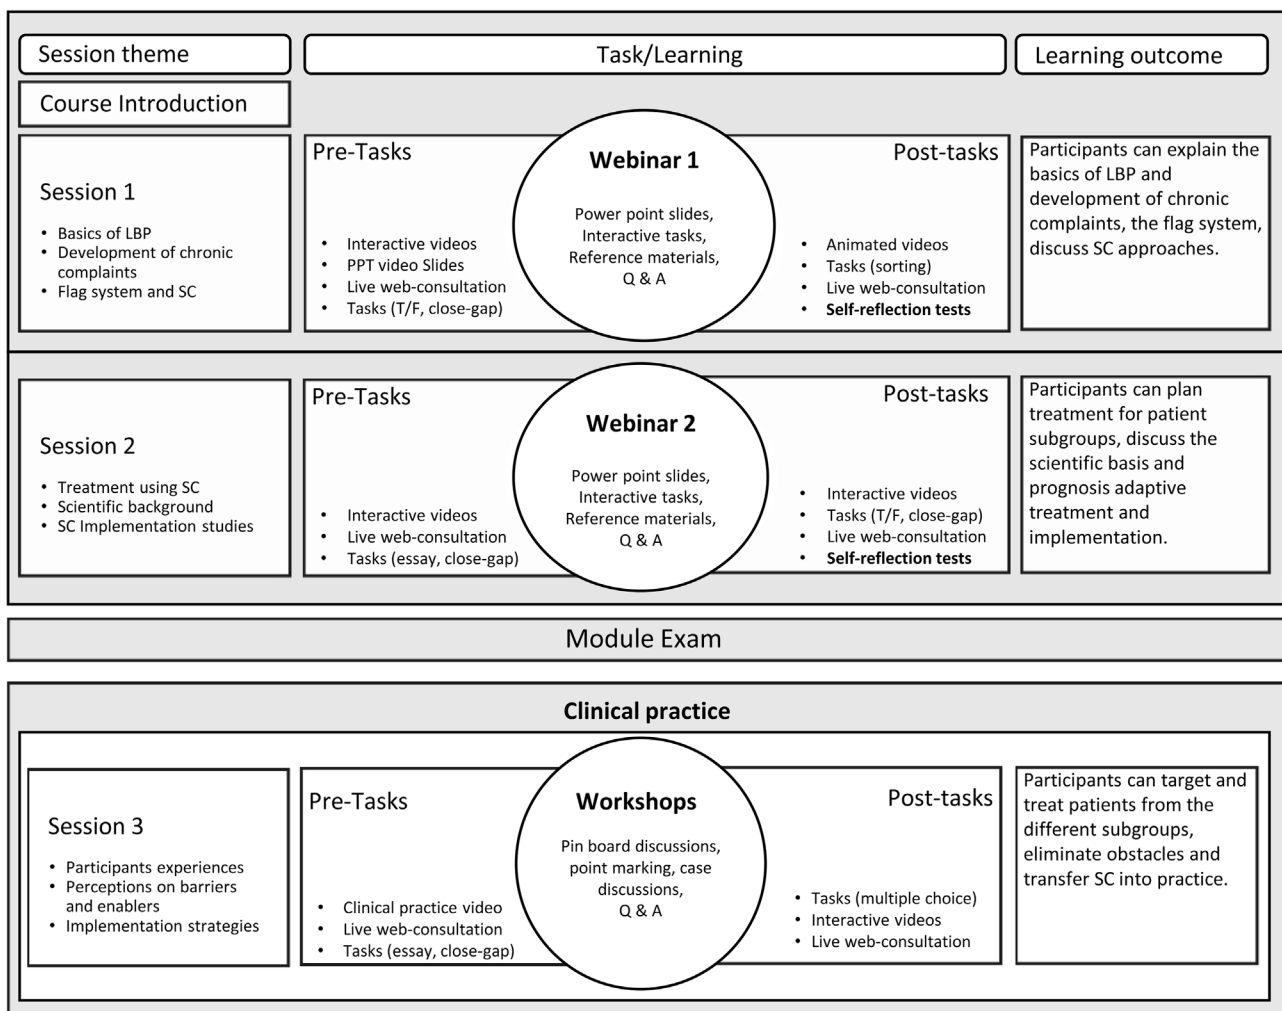 Session theme
Task/Learning
Learning outcome
Course Introduction
Session 1
• Basics of LBP
• Development of chronic
complaints
• Flag system and SC
Pre-Tasks
• Interactive videos
• PPT video Slides
• Live web-consultation
• Tasks (T/F, close-gap)
Webinar 1
Power point slides,
Interactive tasks,
Reference materials,
Q & A
Post-tasks
• Animated videos
• Tasks (sorting)
• Live web-consultation
• Self-reflection tests
Participants can explain the
basics of LBP and
development of chronic
complaints, the flag system,
discuss SC approaches.
Session 2
• Treatment using SC
• Scientific background
• SC Implementation studies
Pre-Tasks
• Interactive videos
• Live web-consultation
• Tasks (essay, close-gap)
Webinar 2
Power point slides,
Interactive tasks,
Reference materials,
Q & A
Post-tasks
• Interactive videos
• Tasks (T/F, close-gap)
• Live web-consultation
• Self-reflection tests
Participants can plan
treatment for patient
subgroups, discuss the
scientific basis and
prognosis adaptive
treatment and
implementation.
Module Exam
Clinical practice
Session 3
• Participants experiences
• Perceptions on barriers
and enablers
• Implementation strategies
Pre-Tasks
• Clinical practice video
• Live web-consultation
• Tasks (essay, close-gap)
Workshops
Pin board discussions,
point marking, case
discussions,
Q & A
Post-tasks
• Tasks (multiple choice)
• Interactive videos
• Live web-consultation
Participants can target and
treat patients from the
different subgroups,
eliminate obstacles and
transfer SC into practice.